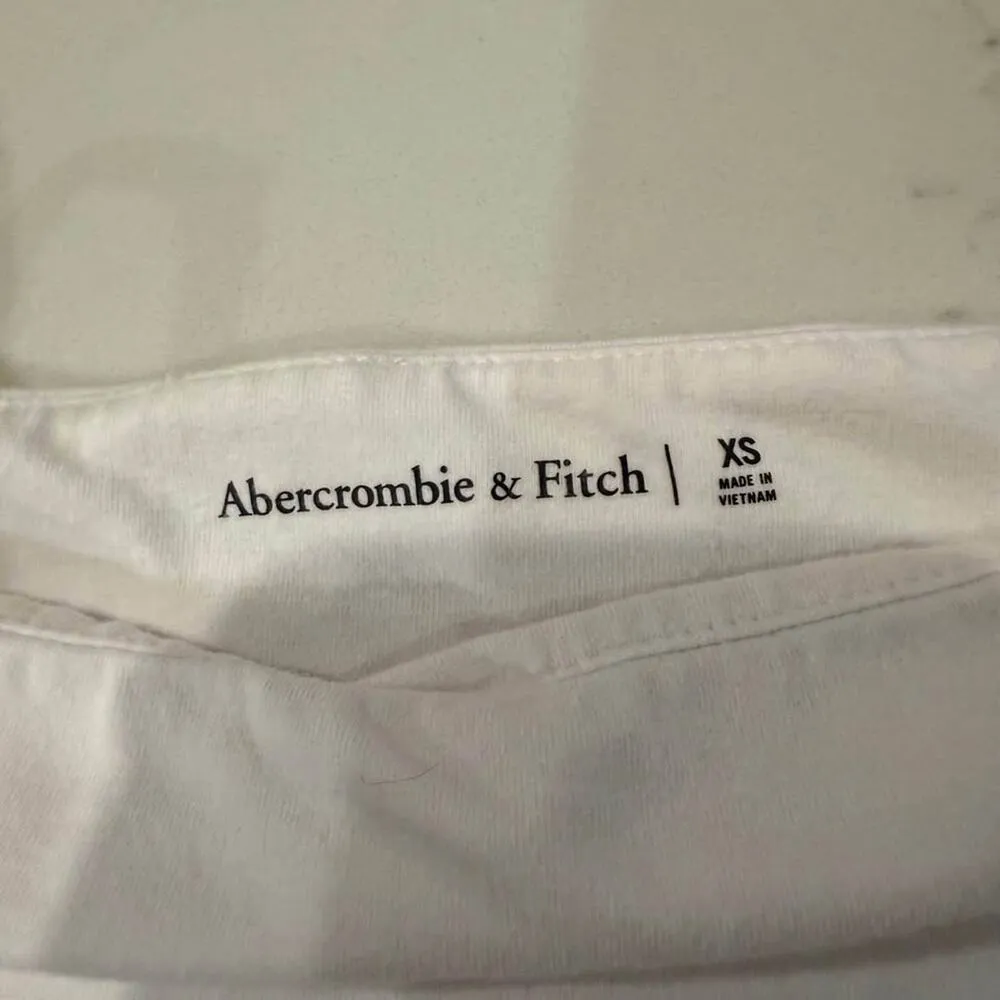 Abercrombie & Fitch | XS
MADE IN
VIETNAM